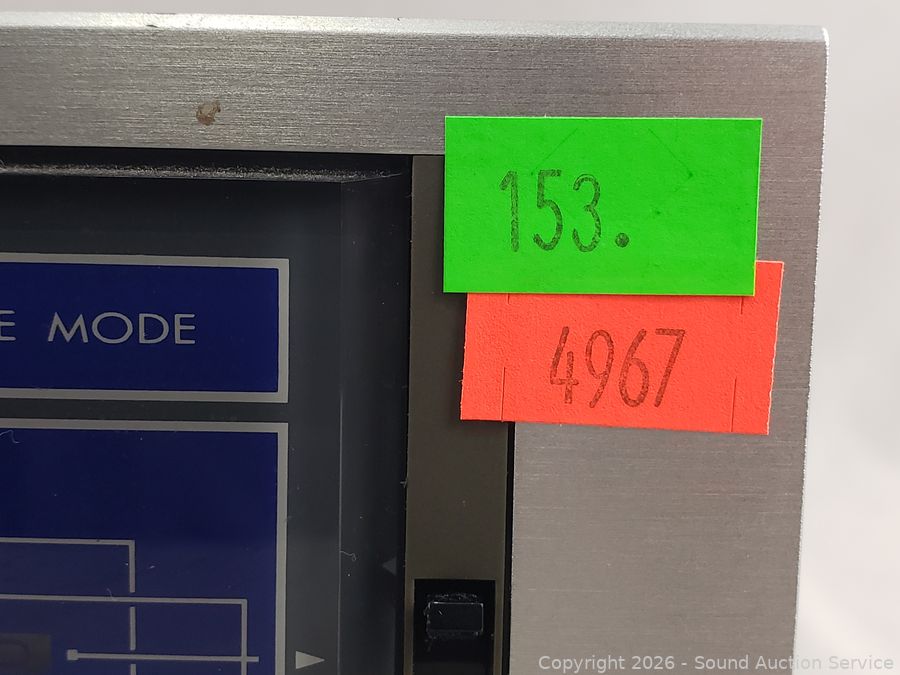 153.
4967
E MODE
Copyright 2026 - Sound Auction Service